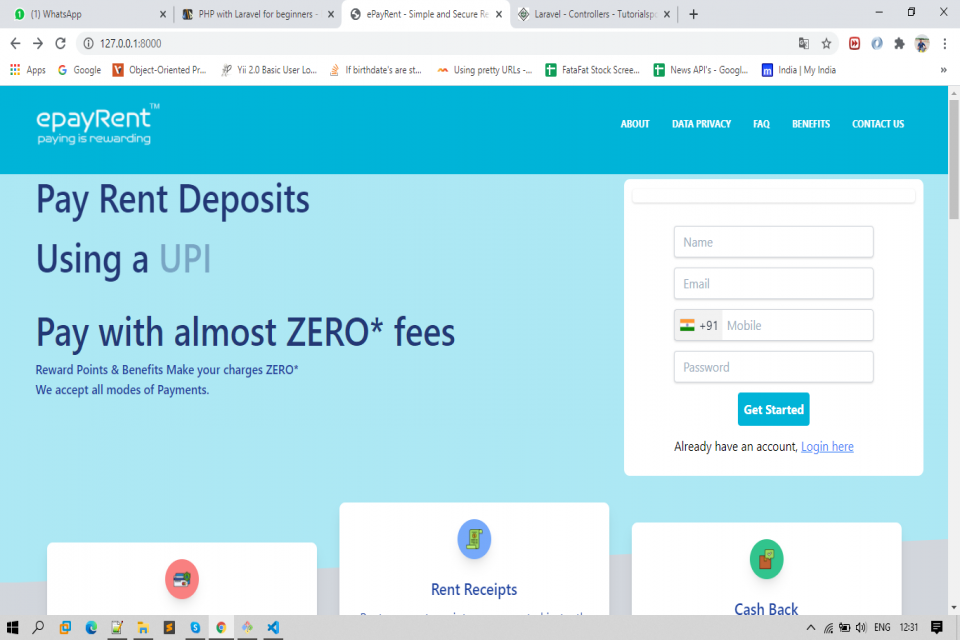 (1) WhatsApp
PHP with Laravel for beginners -
ePayRent - Simple and Secure Re
Laravel - Controllers - Tutorialspo
127.0.0.1:8000
Apps
Google
Object-Oriented Pr...
Yii 2.0 Basic User Lo...
If birthdate's are st...
Using pretty URLs -...
FataFat Stock Scree...
News API's - Googl...
India | My India
»
epayRent™
paying is rewarding
ABOUT
DATA PRIVACY
FAQ
BENEFITS
CONTACT US
Pay Rent Deposits
Using a UPI
Pay with almost ZERO* fees
Reward Points & Benefits Make your charges ZERO*
We accept all modes of Payments.
Name
Email
+91 Mobile
Password
Get Started
Already have an account, Login here
Rent Receipts
Cash Back
ENG
12:31